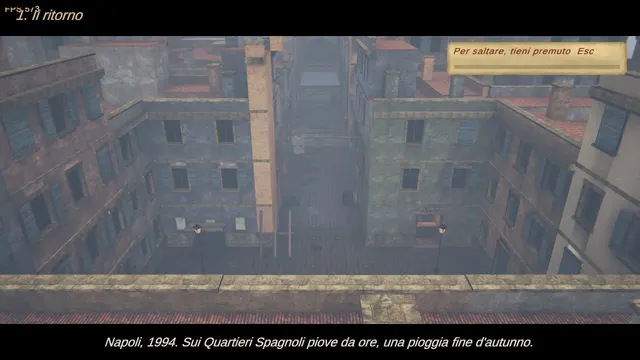 1. Il ritorno
Per saltare, tieni premuto Esc
Napoli, 1994. Sui Quartieri Spagnoli piove da ore, una pioggia fine d'autunno.